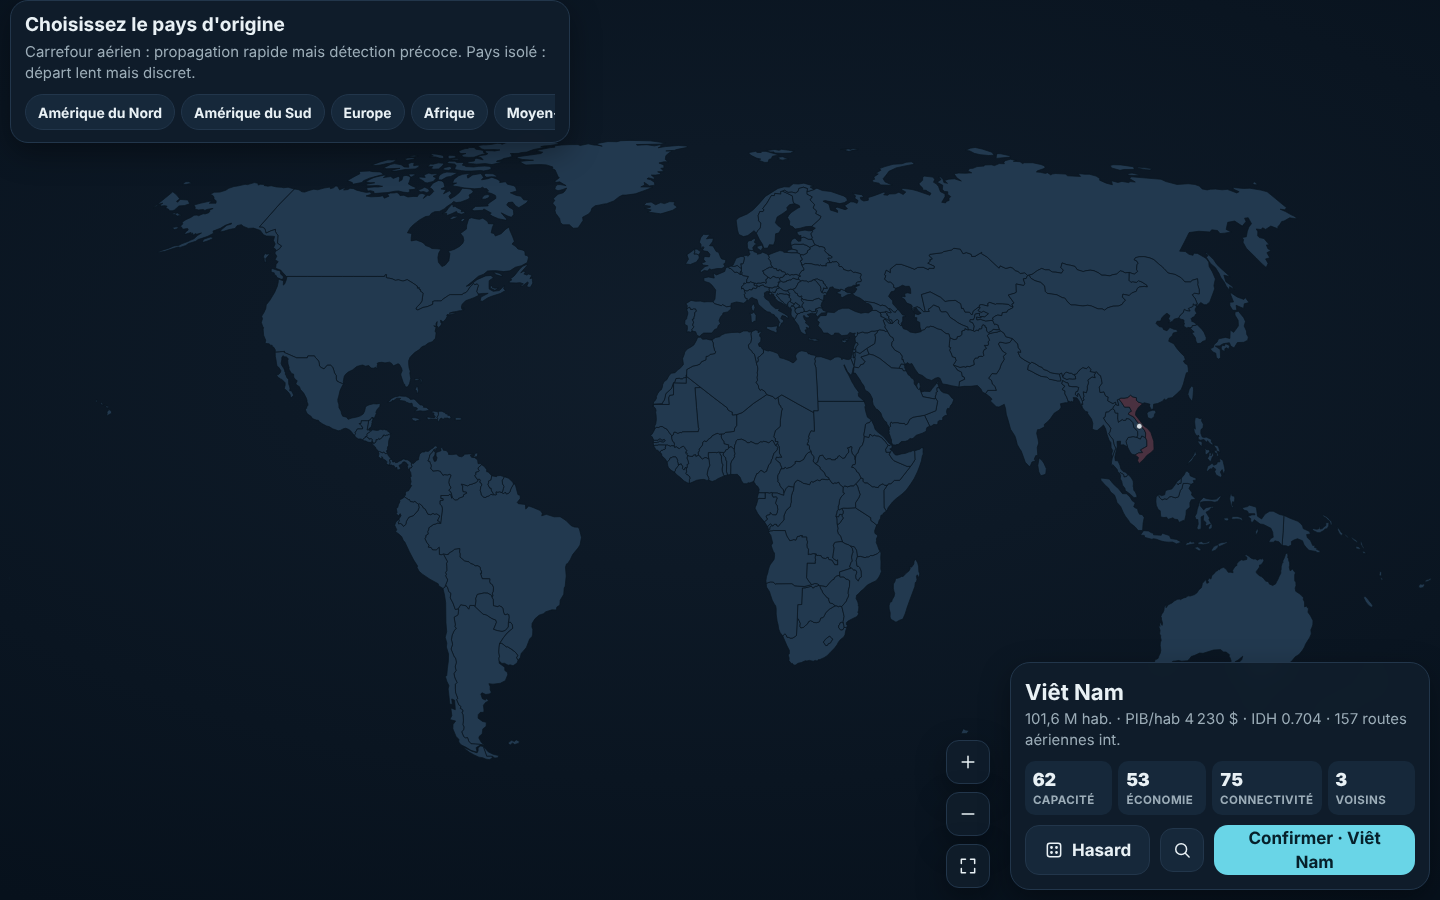 Choisissez le pays d'origine
Carrefour aérien : propagation rapide mais détection précoce. Pays isolé :
départ lent mais discret.
Amérique du Nord Amérique du Sud Europe Afrique Moyen-
Viêt Nam
101,6 M hab. · PIB/hab 4 230 $ · IDH 0.704 · 157 routes
aériennes int.
62 53 75 3
CAPACITÉ ÉCONOMIE CONNECTIVITÉ VOISINS
Hasard
Confirmer · Viêt
Nam